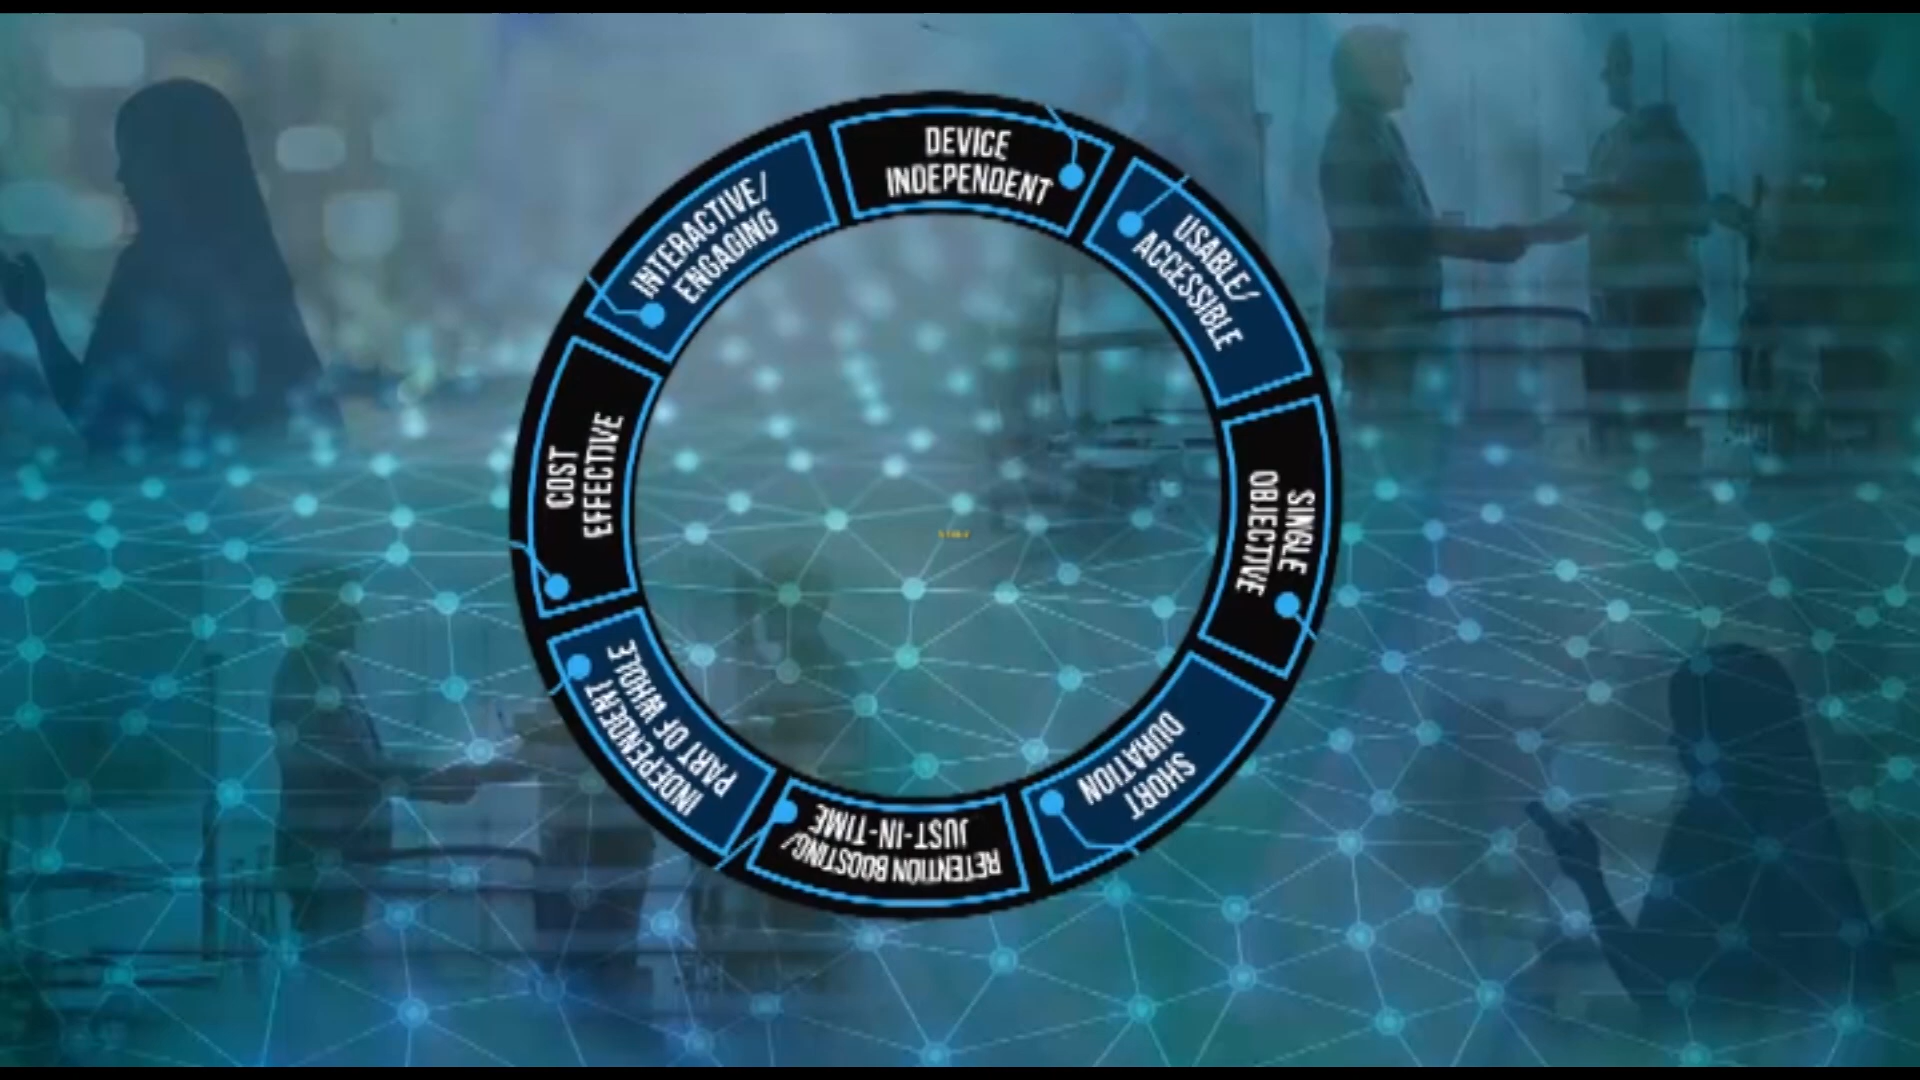 DEVICE
INDEPENDENT
USABLE/
ACCESSIBLE
SINGLE
OBJECTIVE
SHORT
DURATION
RETENTION BOOSTING/
JUST-IN-TIME
INDEPENDENT
PART OF WHOLE
COST
EFFECTIVE
INTERACTIVE/
ENGAGING